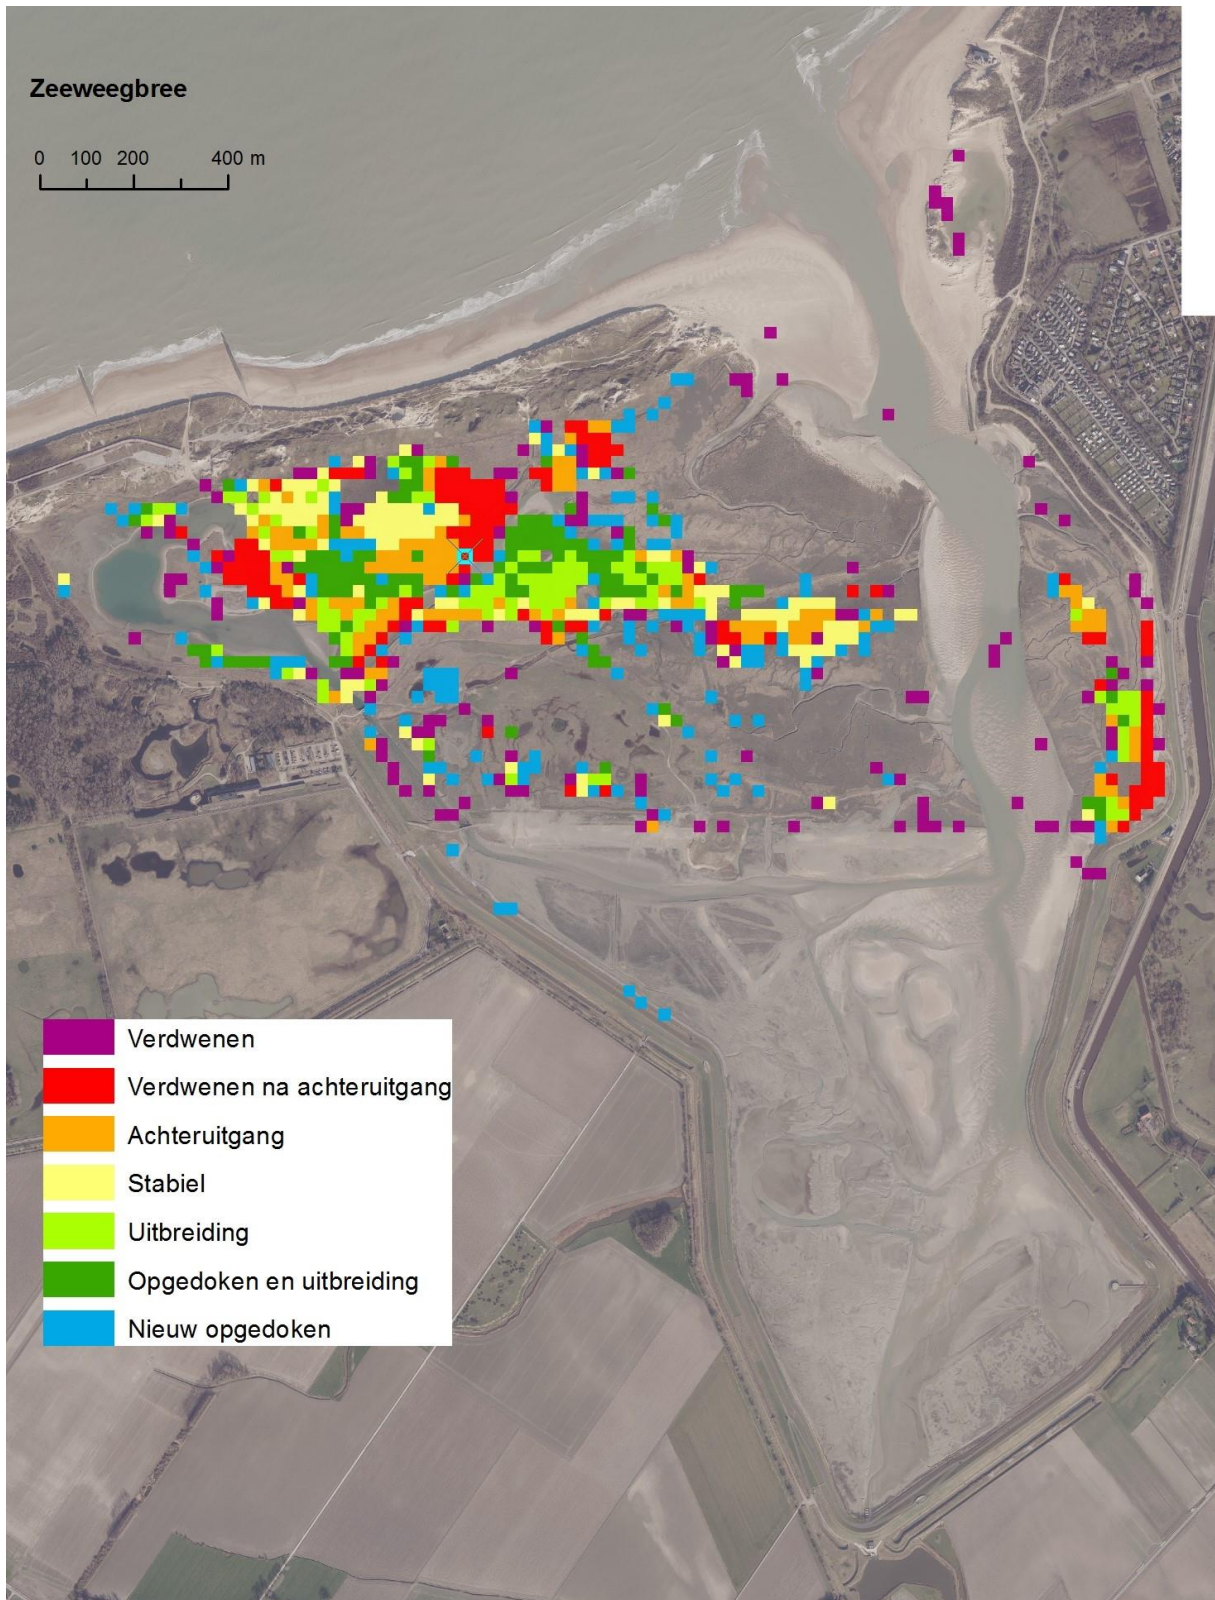 Zeeweegbree
0 100 200 400 m
Verdwenen
Verdwenen na achteruitgang
Achteruitgang
Stabiel
Uitbreiding
Opgedoken en uitbreiding
Nieuw opgedoken